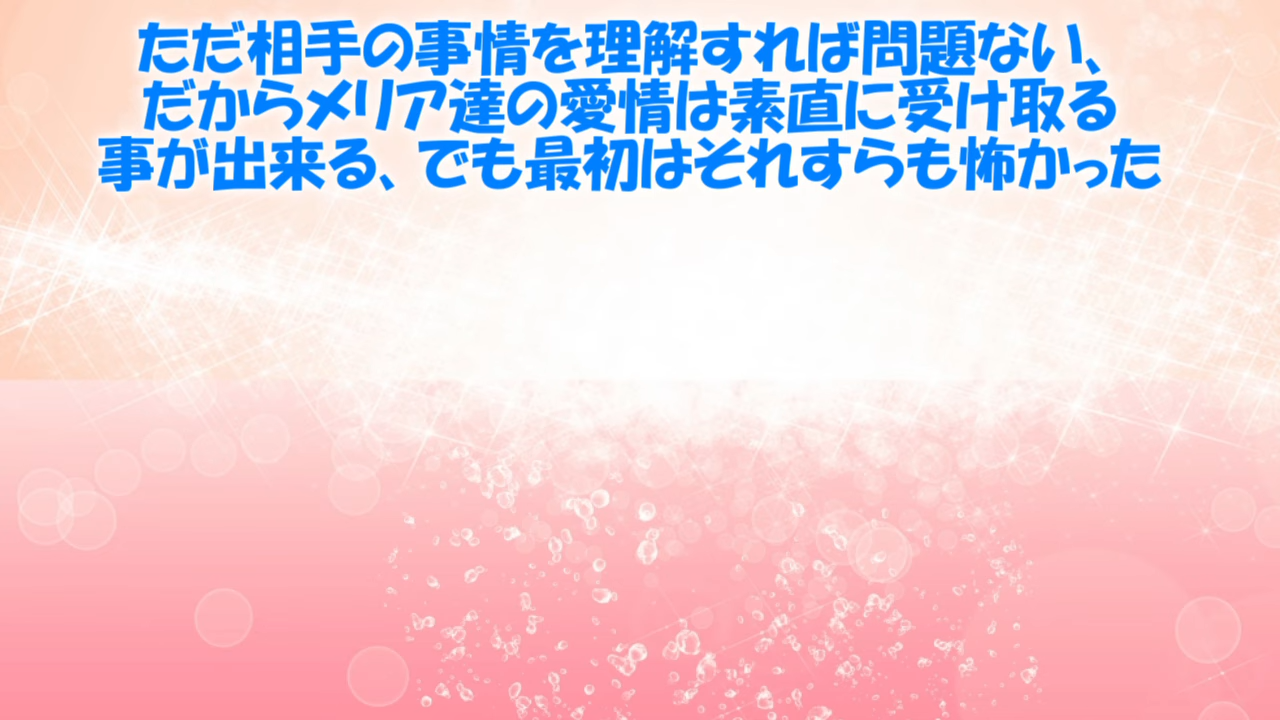 ただ相手の事情を理解すれば問題ない、
だからメリア達の愛情は素直に受け取る
事が出来る、でも最初はそれすらも怖かった